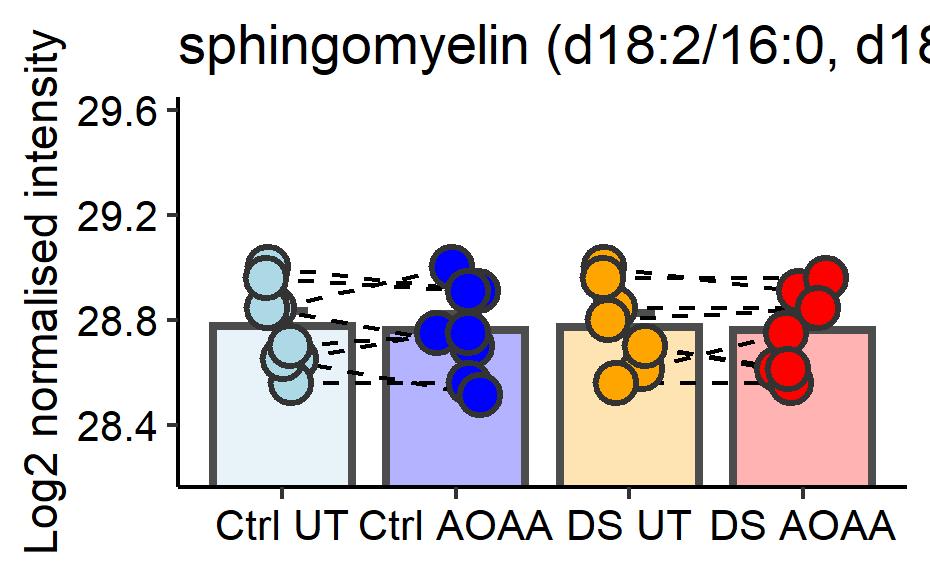 sphingomyelin (d18:2/16:0, d18
Log2 normalised intensity
29.6
29.2
28.8
28.4
Ctrl UT Ctrl AOAA DS UT DS AOAA